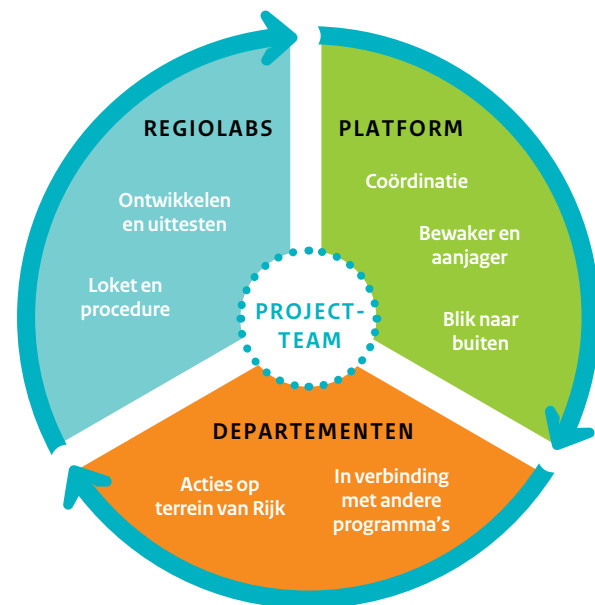 REGIOLABS
Ontwikkelen
en uittesten
Loket en
procedure
PLATFORM
Coördinatie
Bewaker en
aanjager
Blik naar
buiten
PROJECT-
TEAM
DEPARTEMENTEN
Acties op
terrein van Rijk
In verbinding
met andere
programma's